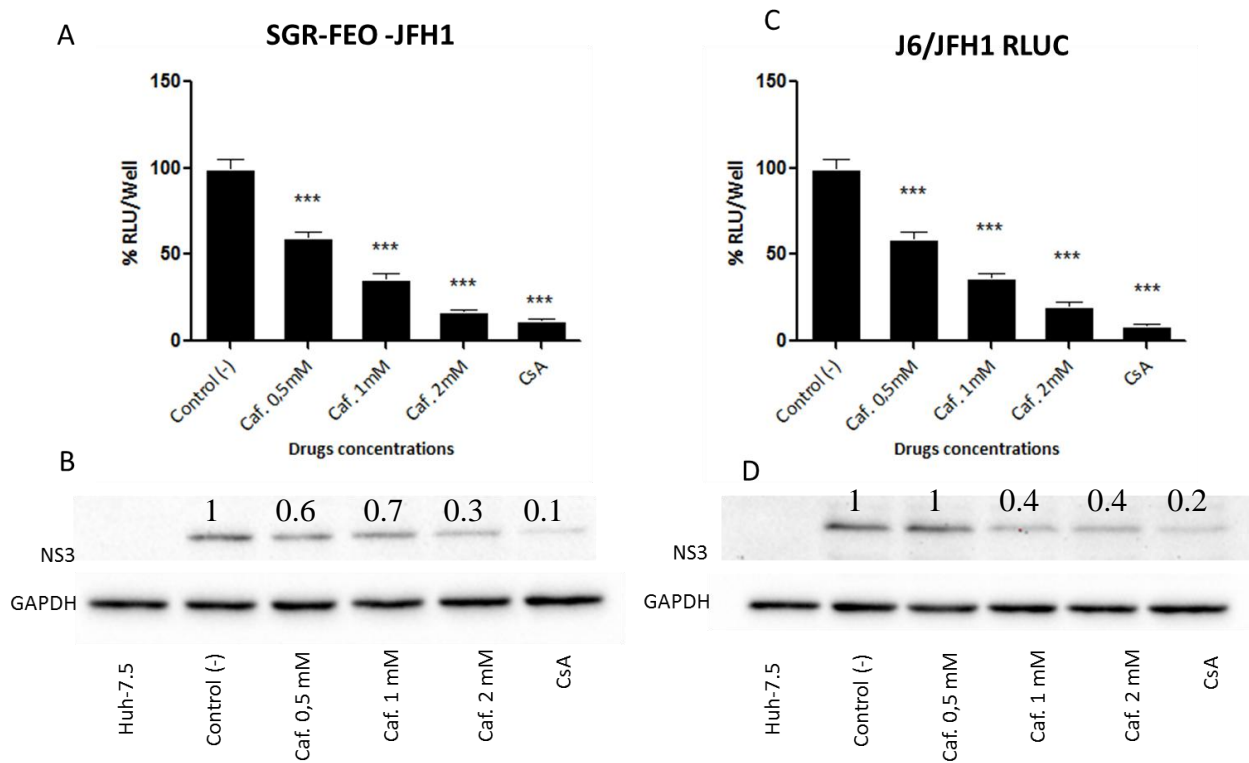 A
SGR-FEO -JFH1
% RLU/Well
150
100
50
0
***
***
***
***
Control (-)
Caf. 0,5mM
Caf. 1mM
Caf. 2mM
CsA
Drugs concentrations
B
1 0.6 0.7 0.3 0.1
NS3
GAPDH
Huh-7.5
Control (-)
Caf. 0,5 mM
Caf. 1 mM
Caf. 2 mM
CsA
C
J6/JFH1 RLUC
% RLU/Well
150
100
50
0
***
***
***
***
Control (-)
Caf. 0,5mM
Caf. 1mM
Caf. 2mM
CsA
Drugs concentrations
D
1 1 0.4 0.4 0.2
NS3
GAPDH
Huh-7.5
Control (-)
Caf. 0,5 mM
Caf. 1 mM
Caf. 2 mM
CsA